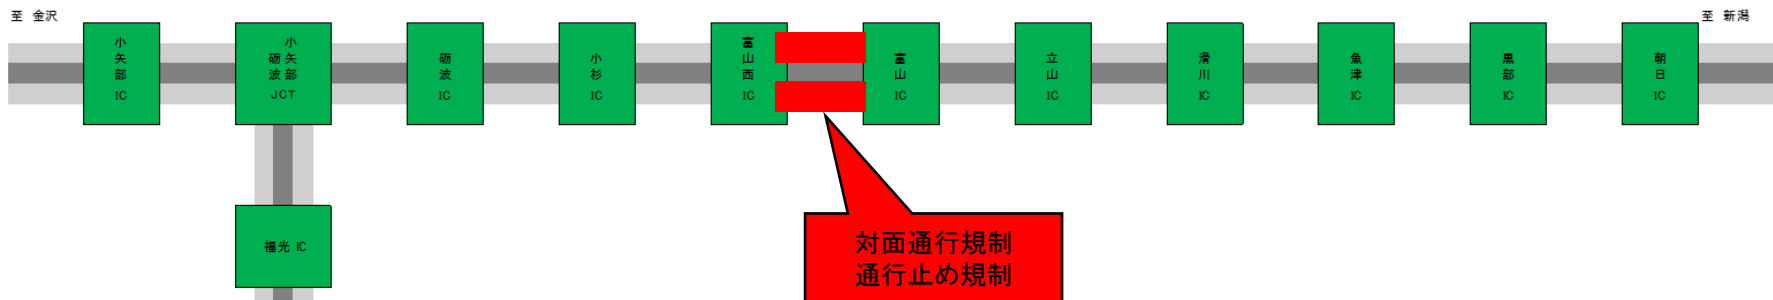 至 金沢
至 新潟
小矢部
IC
小矢部
砺波
JCT
砺波
IC
小杉
IC
富山西
IC
富山
IC
立山
IC
滑川
IC
魚津
IC
黒部
IC
朝日
IC
福光 IC
対面通行規制
通行止め規制